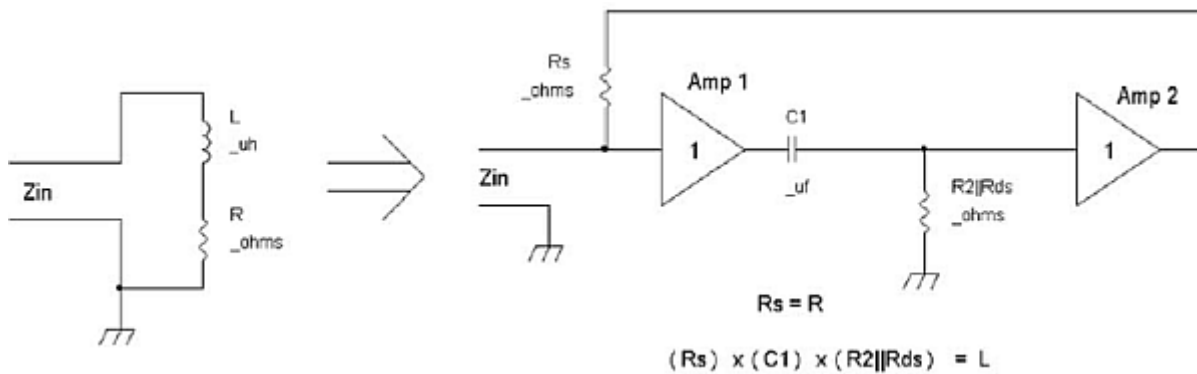 L
_uh
Zin
R
_ohms
Rs
_ohms
Amp 1
1
C1
_uf
Zin
R2||Rds
_ohms
Amp 2
1
Rs = R
(Rs) x (C1) x (R2||Rds) = L